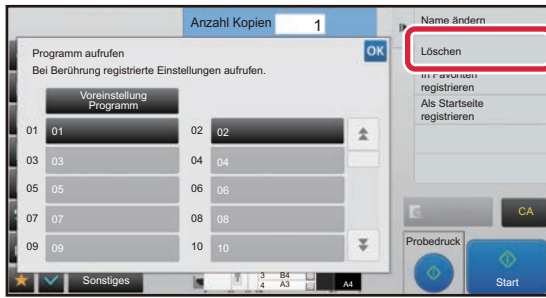 Anzahl Kopien 1
Name ändern
Löschen
In Favoriten
registrieren
Als Startseite
registrieren
Programm aufrufen
OK
Bei Berührung registrierte Einstellungen aufrufen.
Voreinstellung
Programm
01 01
02 02
03 03
04 04
05 05
06 06
07 07
08 08
09 09
10 10
CA
Probedruck
Start
Sonstiges
3 B4
4 A3
A4